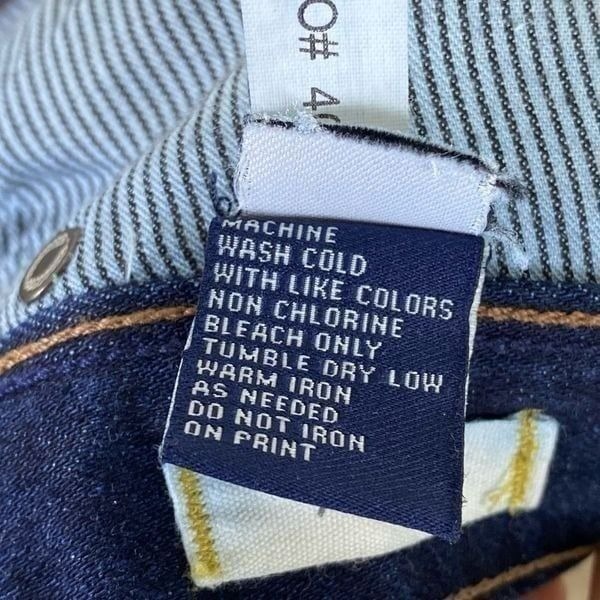 O# 40
MACHINE
WASH COLD
WITH LIKE COLORS
NON CHLORINE
BLEACH ONLY
TUMBLE DRY LOW
WARM IRON
AS NEEDED
DO NOT IRON
ON PRINT